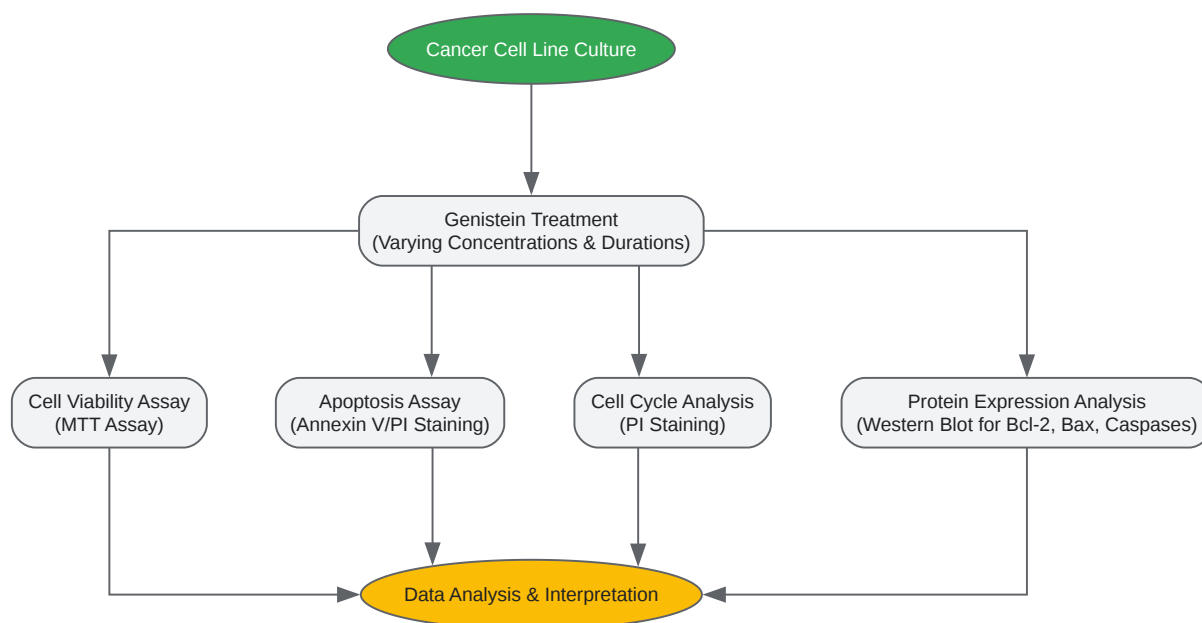 Cancer Cell Line Culture
Genistein Treatment
(Varying Concentrations & Durations)
Cell Viability Assay
(MTT Assay)
Apoptosis Assay
(Annexin V/PI Staining)
Cell Cycle Analysis
(PI Staining)
Protein Expression Analysis
(Western Blot for Bcl-2, Bax, Caspases)
Data Analysis & Interpretation